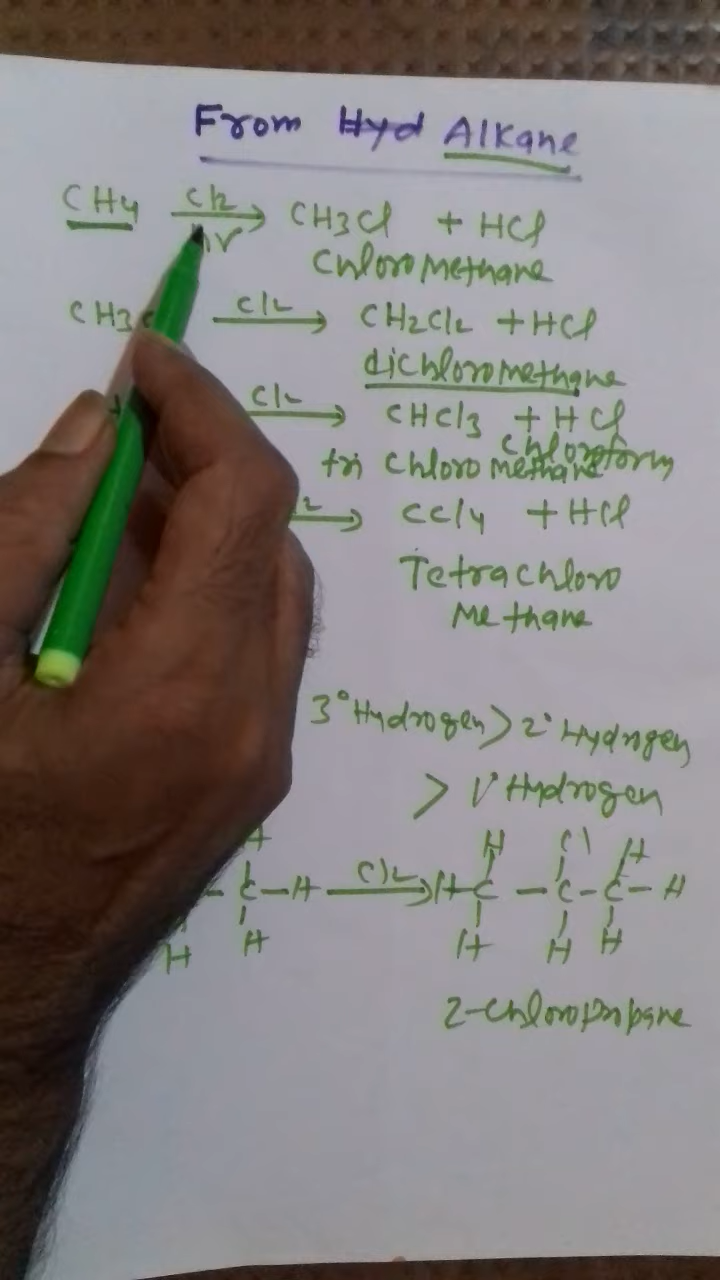 From Hyd Alkane
CH4 Cl2 hν CH3Cl + HCl
Chloro Methane
CH3 Cl2 CH2Cl2 + HCl
dichloromethane
Cl2 CHCl3 + HCl
chloroform
tri Chloro methane
CCl4 + HCl
Tetrachloro
Methane
3° Hydrogen > 2° Hydrogen
> 1° Hydrogen
H H Cl H
C-H Cl2 H-C-C-C-H
H H H H H
2-chloropropane